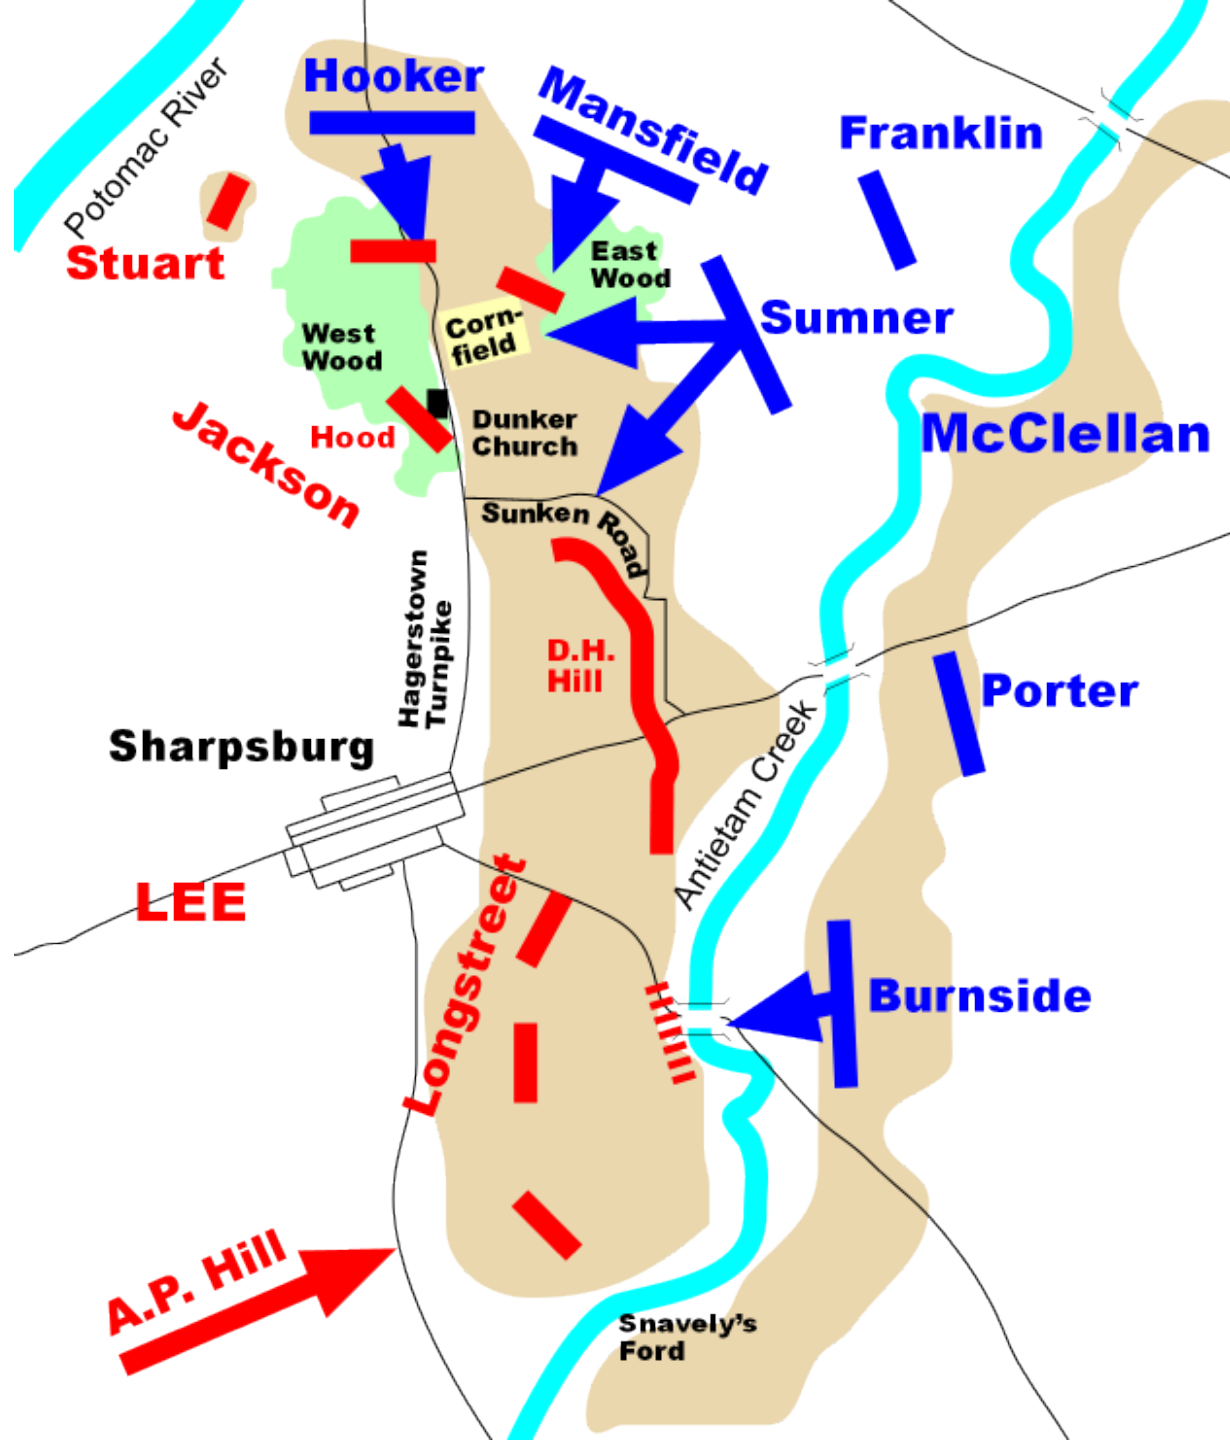 Hooker
Mansfield
Franklin
Potomac River
Stuart
East
Wood
Sumner
Corn-
field
West
Wood
Jackson
Hood
Dunker
Church
McClellan
Sunken Road
Hagerstown
Turnpike
D.H.
Hill
Porter
Sharpsburg
Antietam Creek
LEE
Longstreet
Burnside
A.P. Hill
Snavely's
Ford